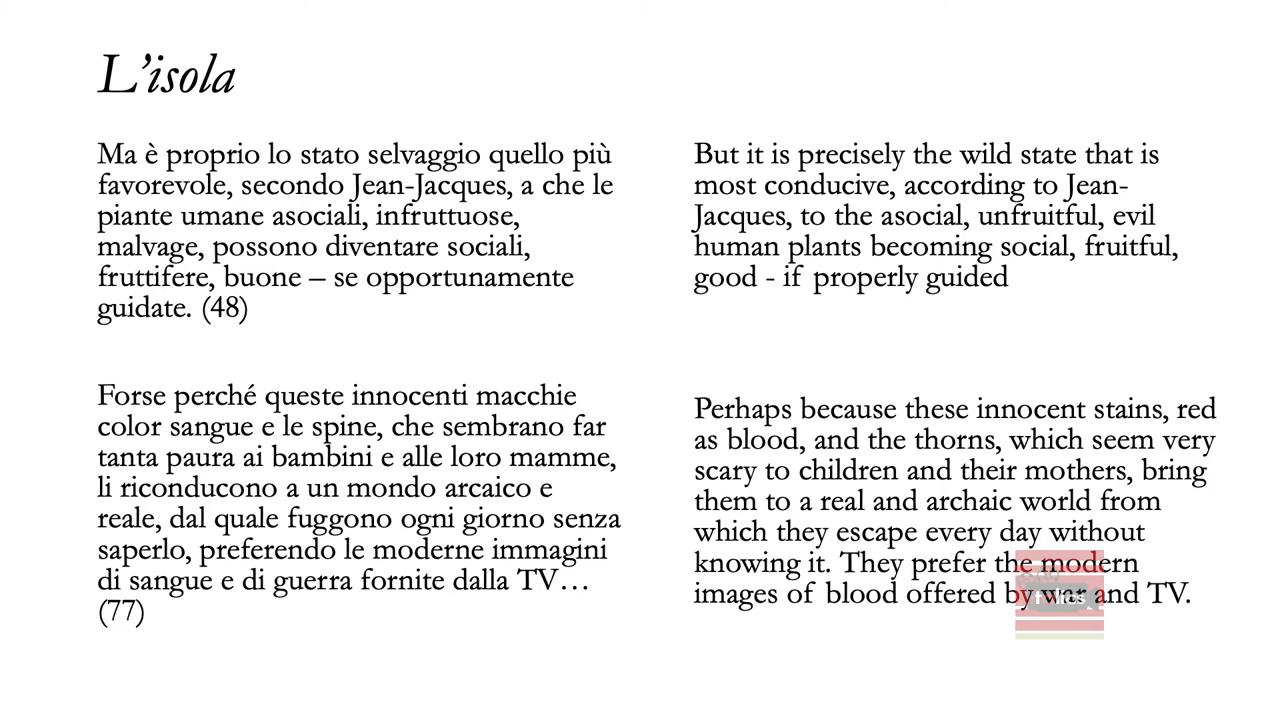 L’isola
Ma è proprio lo stato selvaggio quello più
favorevole, secondo Jean-Jacques, a che le
piante umane asociali, infruttuose,
malvage, possono diventare sociali,
fruttifere, buone – se opportunamente
guidate. (48)
Forse perché queste innocenti macchie
color sangue e le spine, che sembrano far
tanta paura ai bambini e alle loro mamme,
li riconducono a un mondo arcaico e
reale, dal quale fuggono ogni giorno senza
saperlo, preferendo le moderne immagini
di sangue e di guerra fornite dalla TV…
(77)
But it is precisely the wild state that is
most conducive, according to Jean-
Jacques, to the asocial, unfruitful, evil
human plants becoming social, fruitful,
good - if properly guided
Perhaps because these innocent stains, red
as blood, and the thorns, which seem very
scary to children and their mothers, bring
them to a real and archaic world from
which they escape every day without
knowing it. They prefer the modern
images of blood offered by war and TV.